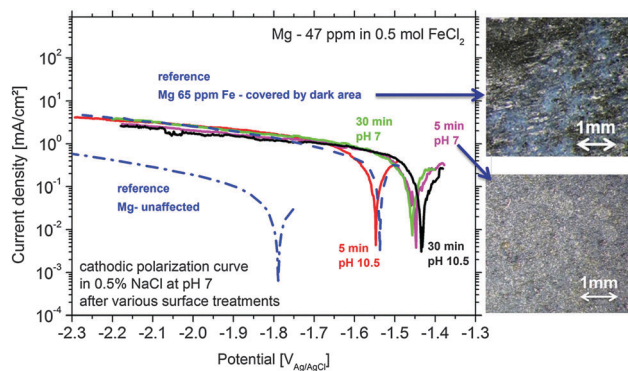 Mg - 47 ppm in 0.5 mol FeCl2
reference
Mg 65 ppm Fe - covered by dark area
30 min
pH 7
5 min
pH 7
reference
Mg- unaffected
5 min
pH 10.5
30 min
pH 10.5
cathodic polarization curve
in 0.5% NaCl at pH 7
after various surface treatments
Current density [mA/cm²]
10³
10²
10¹
10⁰
10⁻¹
10⁻²
10⁻³
10⁻⁴
-2.3 -2.2 -2.1 -2.0 -1.9 -1.8 -1.7 -1.6 -1.5 -1.4 -1.3
Potential [V Ag/AgCl]
1mm
1mm